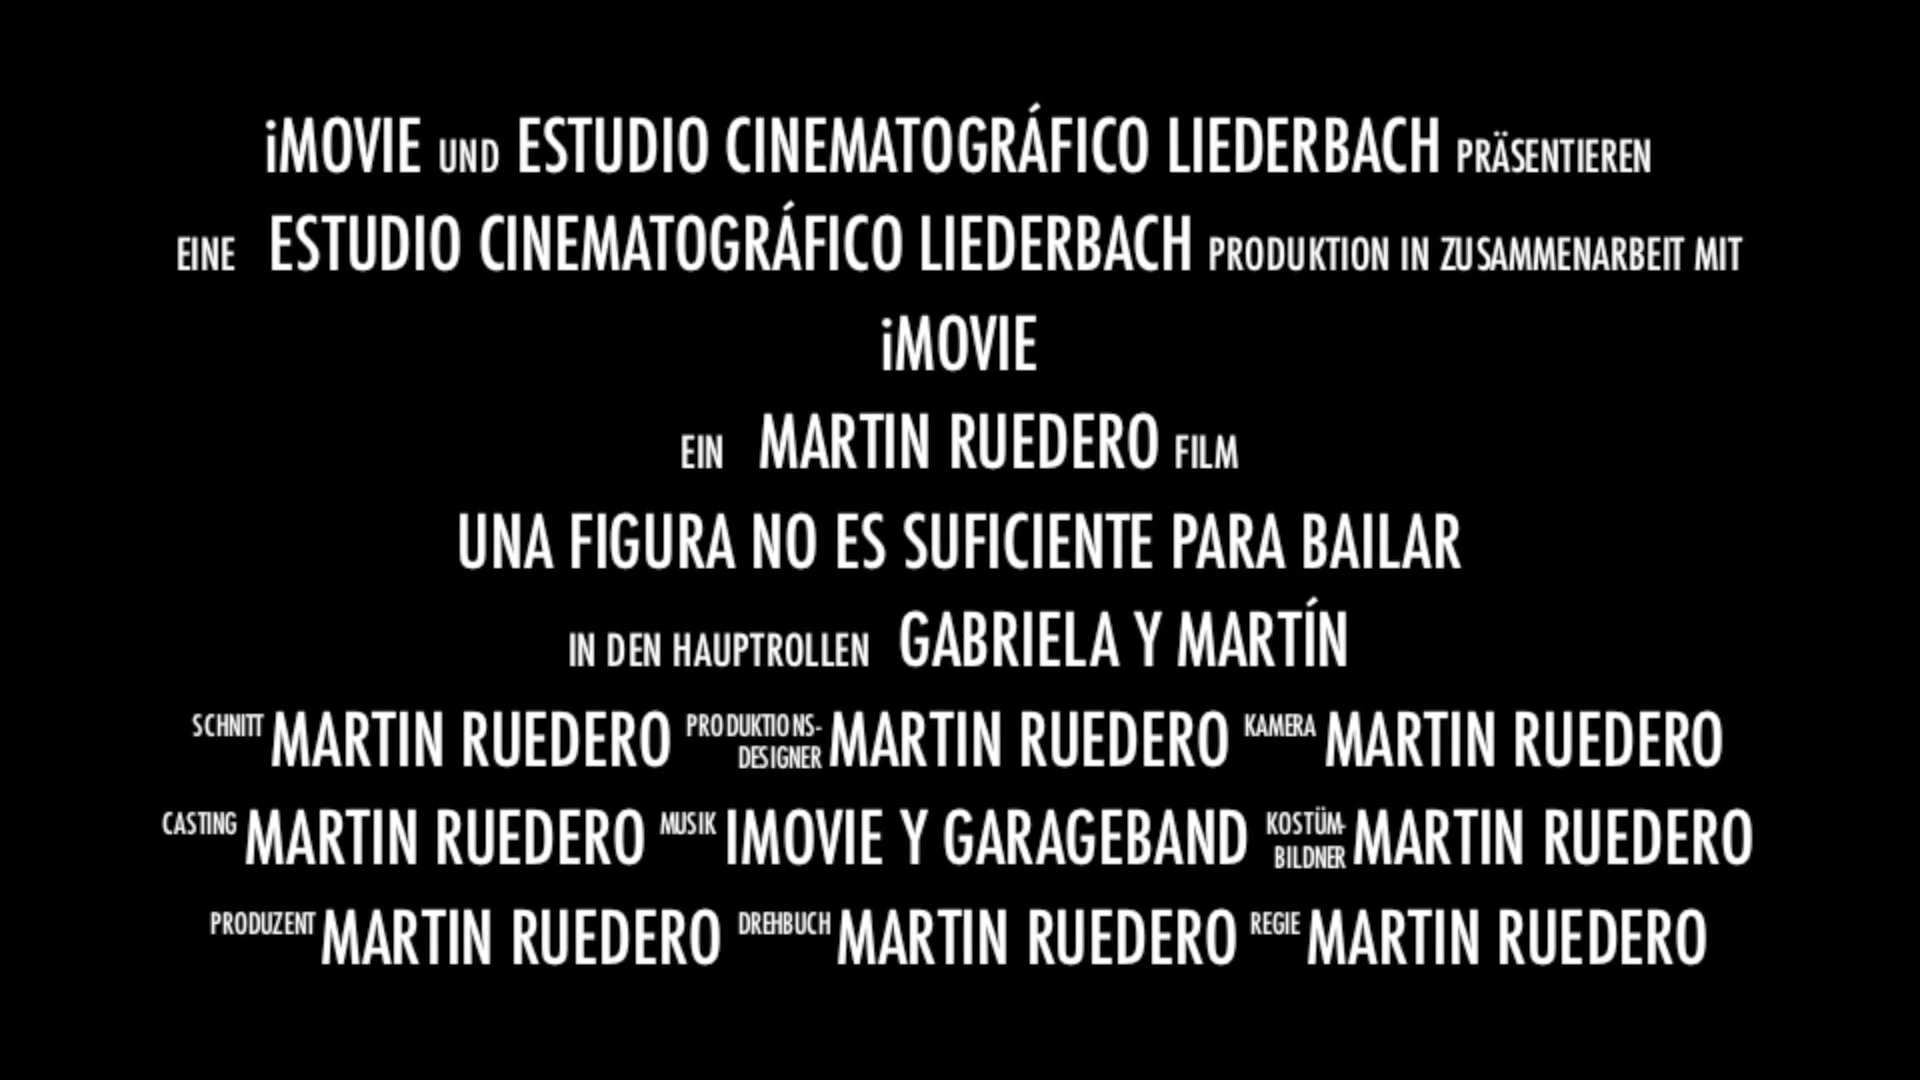 iMOVIE UND ESTUDIO CINEMATOGRÁFICO LIEDERBACH PRÄSENTIEREN
EINE ESTUDIO CINEMATOGRÁFICO LIEDERBACH PRODUKTION IN ZUSAMMENARBEIT MIT
iMOVIE
EIN MARTIN RUEDERO FILM
UNA FIGURA NO ES SUFICIENTE PARA BAILAR
IN DEN HAUPTROLLEN GABRIELA Y MARTÍN
SCHNITT MARTIN RUEDERO PRODUKTIONS-DESIGNER MARTIN RUEDERO KAMERA MARTIN RUEDERO
CASTING MARTIN RUEDERO MUSIK IMOVIE Y GARAGEBAND KOSTÜM-BILDNER MARTIN RUEDERO
PRODUZENT MARTIN RUEDERO DREHBUCH MARTIN RUEDERO REGIE MARTIN RUEDERO